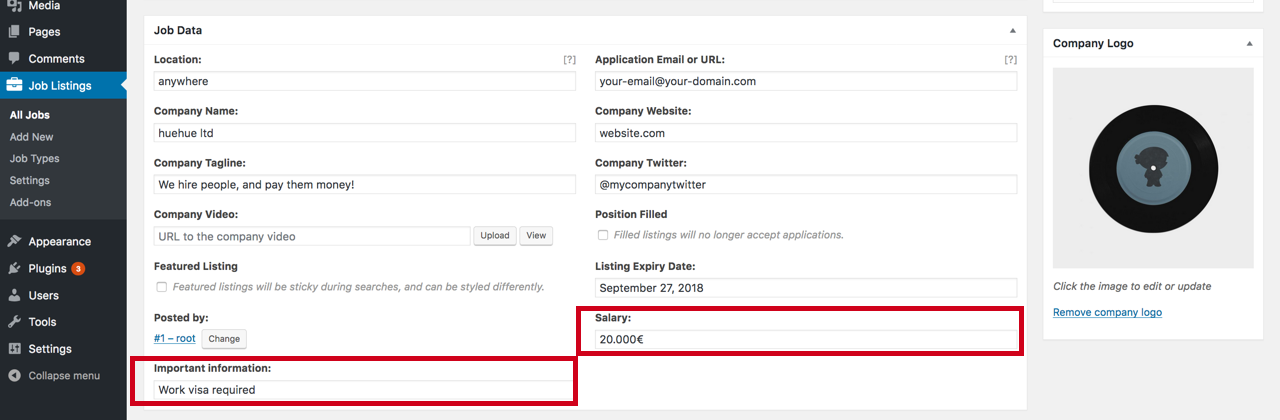 Media
Pages
Comments
Job Listings
All Jobs
Add New
Job Types
Settings
Add-ons
Appearance
Plugins 3
Users
Tools
Settings
Collapse menu
Job Data
Location: [?]
anywhere
Application Email or URL: [?]
your-email@your-domain.com
Company Name:
huehue ltd
Company Website:
website.com
Company Tagline:
We hire people, and pay them money!
Company Twitter:
@mycompanytwitter
Company Video:
URL to the company video Upload View
Position Filled
Filled listings will no longer accept applications.
Featured Listing
Featured listings will be sticky during searches, and can be styled differently.
Listing Expiry Date:
September 27, 2018
Posted by:
#1 – root Change
Salary:
20.000€
Important information:
Work visa required
Company Logo
Click the image to edit or update
Remove company logo